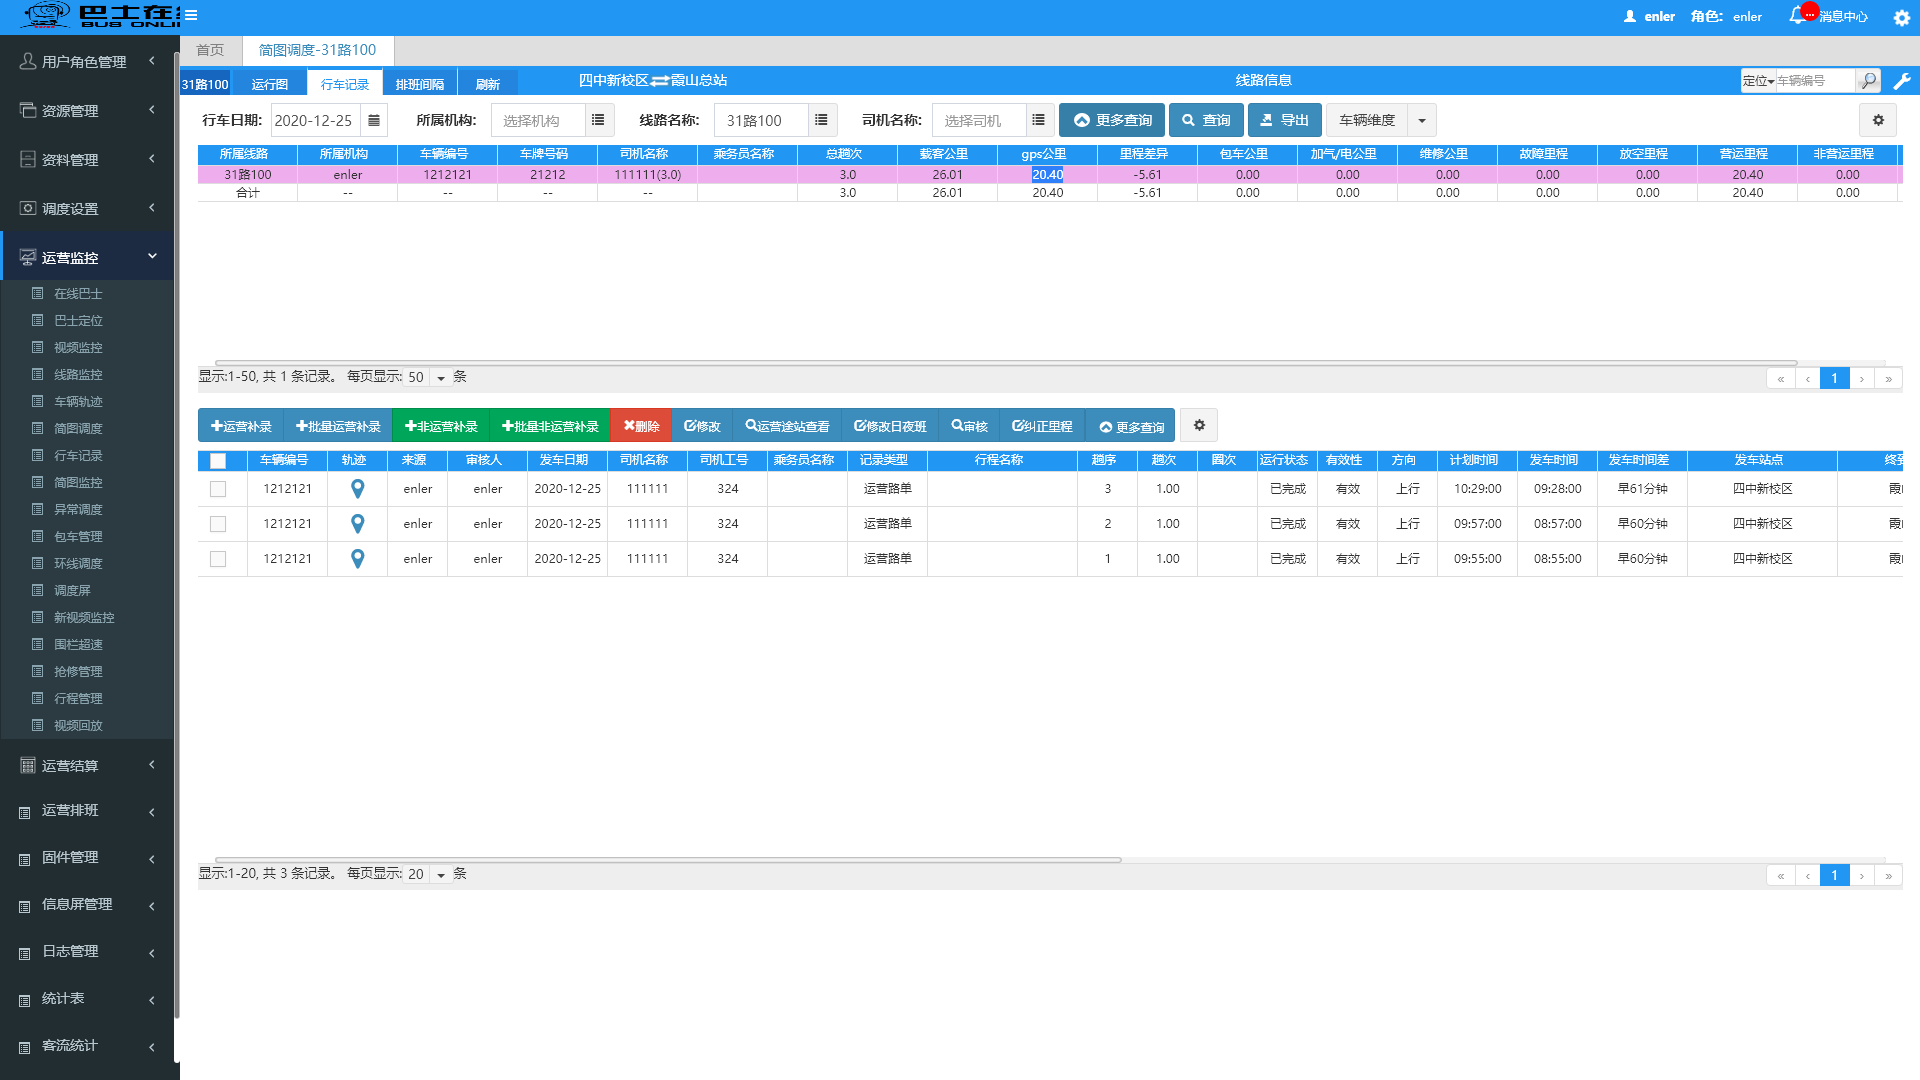 巴士在
BUS ONLI
enler 角色: enler 消息中心
首页 简图调度-31路100
31路100 运行图 行车记录 排班间隔 刷新 四中新校区 霞山总站 线路信息 定位 车辆编号
行车日期: 2020-12-25 所属机构: 选择机构 线路名称: 31路100 司机名称: 选择司机 更多查询 查询 导出 车辆维度
所属线路 所属机构 车辆编号 车牌号码 司机名称 乘务员名称 总趟次 载客公里 gps公里 里程差异 包车公里 加气/电公里 维修公里 故障里程 放空里程 营运里程 非营运里程
31路100 enler 1212121 21212 111111(3.0) 3.0 26.01 20.40 -5.61 0.00 0.00 0.00 0.00 0.00 20.40 0.00
合计 -- -- -- -- 3.0 26.01 20.40 -5.61 0.00 0.00 0.00 0.00 0.00 20.40 0.00
显示:1-50, 共 1 条记录。 每页显示: 50 条 « ‹ 1 › »
运营补录 批量运营补录 非运营补录 批量非运营补录 删除 修改 运营途站查看 修改日夜班 审核 纠正里程 更多查询
车辆编号 轨迹 来源 审核人 发车日期 司机名称 司机工号 乘务员名称 记录类型 行程名称 趟序 趟次 圈次 运行状态 有效性 方向 计划时间 发车时间 发车时间差 发车站点 终到
1212121 enler enler 2020-12-25 111111 324 运营路单 3 1.00 已完成 有效 上行 10:29:00 09:28:00 早61分钟 四中新校区 霞
1212121 enler enler 2020-12-25 111111 324 运营路单 2 1.00 已完成 有效 上行 09:57:00 08:57:00 早60分钟 四中新校区 霞
1212121 enler enler 2020-12-25 111111 324 运营路单 1 1.00 已完成 有效 上行 09:55:00 08:55:00 早60分钟 四中新校区 霞
显示:1-20, 共 3 条记录。 每页显示: 20 条 « ‹ 1 › »
用户角色管理
资源管理
资料管理
调度设置
运营监控
在线巴士
巴士定位
视频监控
线路监控
车辆轨迹
简图调度
行车记录
简图监控
异常调度
包车管理
环线调度
调度屏
新视频监控
围栏超速
抢修管理
行程管理
视频回放
运营结算
运营排班
固件管理
信息屏管理
日志管理
统计表
客流统计